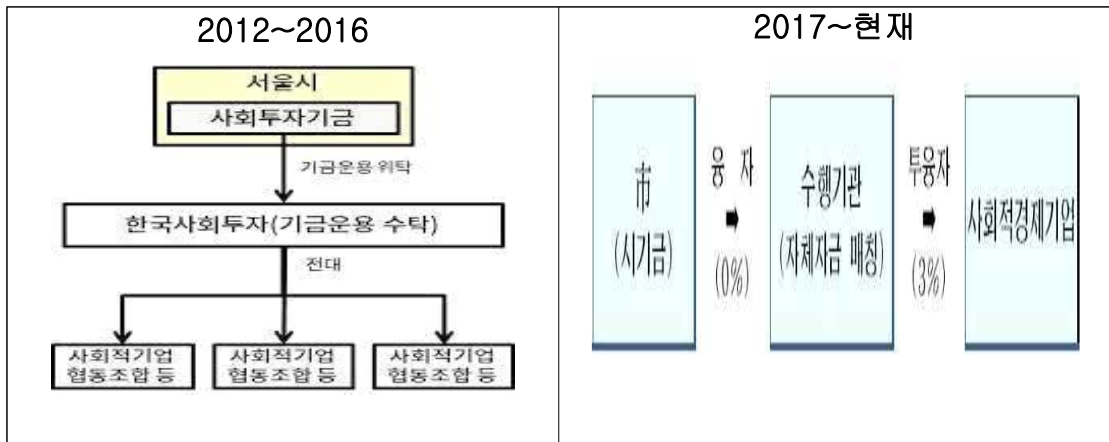 2012~2016
서울시
사회투자기금
기금운용 위탁
한국사회투자(기금운용 수탁)
전대
사회적기업
협동조합 등
사회적기업
협동조합 등
사회적기업
협동조합 등
2017~현재
市
(시기금)
융 자
(0%)
수행기관
(자체자금 매칭)
투융자
(3%)
사회적경제기업